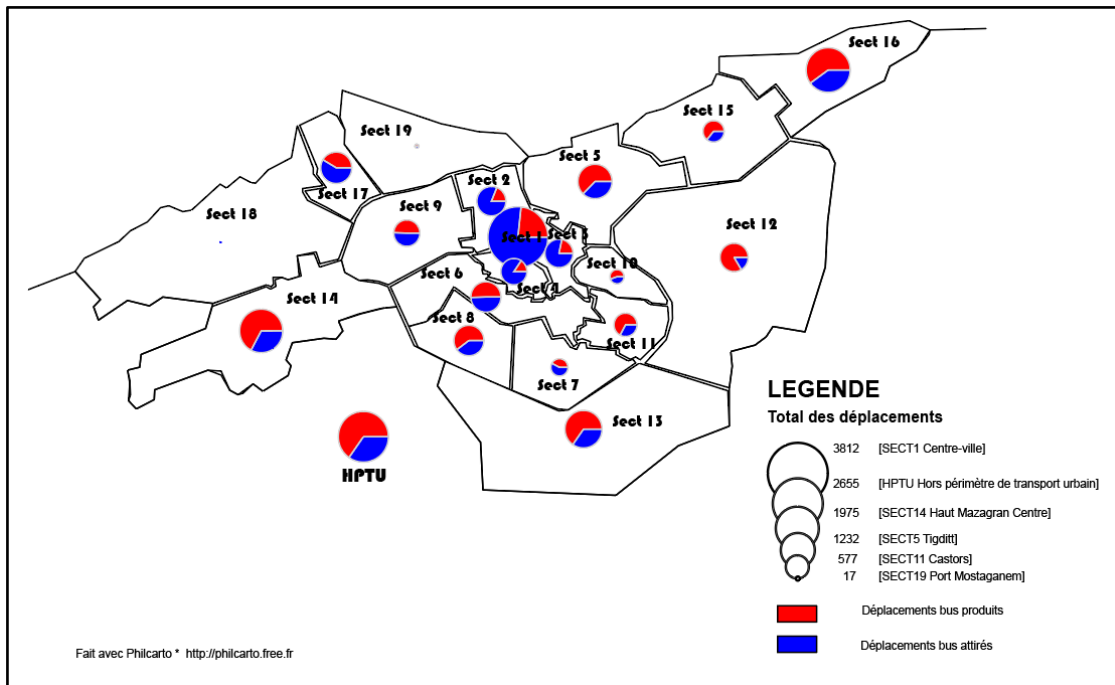 Sect 16
Sect 15
Sect 19
Sect 5
Sect 2
Sect 17
Sect 9
Sect 18
Sect 1
Sect 3
Sect 12
Sect 10
Sect 6
Sect 4
Sect 14
Sect 8
Sect 11
Sect 7
Sect 13
HPTU
LEGENDE
Total des déplacements
3812 [SECT1 Centre-ville]
2655 [HPTU Hors périmètre de transport urbain]
1975 [SECT14 Haut Mazagran Centre]
1232 [SECT5 Tigditt]
577 [SECT11 Castors]
17 [SECT19 Port Mostaganem]
Déplacements bus produits
Déplacements bus attirés
Fait avec Philcarto * http://philcarto.free.fr